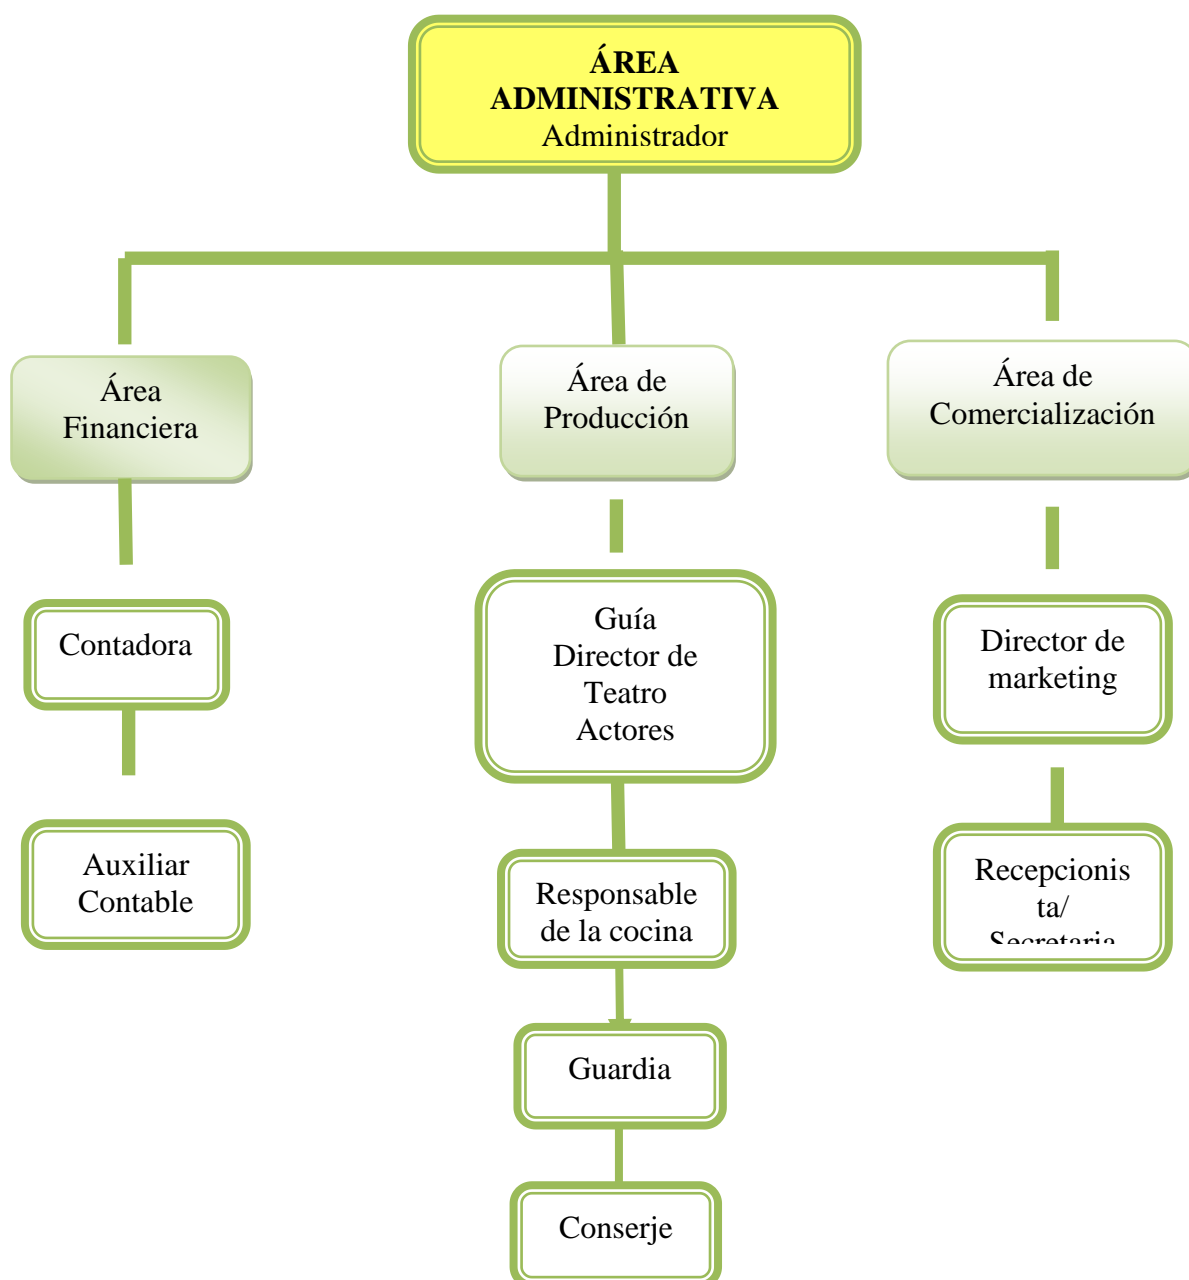 ÁREA
ADMINISTRATIVA
Administrador
Área
Financiera
Área de
Producción
Área de
Comercialización
Contadora
Guía
Director de
Teatro
Actores
Director de
marketing
Auxiliar
Contable
Responsable
de la cocina
Recepcionis
ta/
Secretaria
Guardia
Conserje